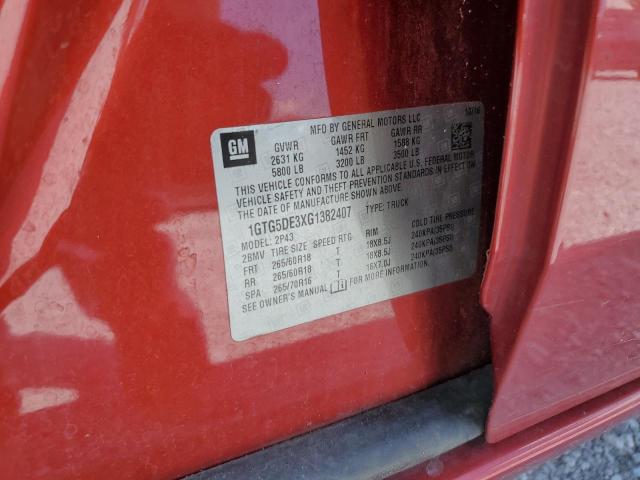 GM
MFD BY GENERAL MOTORS LLC 10/16
GVWR GAWR FRT GAWR RR
2631 KG 1452 KG 1588 KG
5800 LB 3200 LB 3500 LB
THIS VEHICLE CONFORMS TO ALL APPLICABLE U.S. FEDERAL MOTOR
VEHICLE SAFETY AND THEFT PREVENTION STANDARDS IN EFFECT ON
THE DATE OF MANUFACTURE SHOWN ABOVE.
1GTG5DE3XG1382407 TYPE: TRUCK
MODEL: 2P43
2BMV TIRE SIZE SPEED RTG RIM COLD TIRE PRESSURE
FRT 265/60R18 T 18X8.5J 240KPA(35PSI)
RR 265/60R18 T 18X8.5J 240KPA(35PSI)
SPA 265/70R16 T 16X7.0J 240KPA(35PSI)
SEE OWNER'S MANUAL FOR MORE INFORMATION.